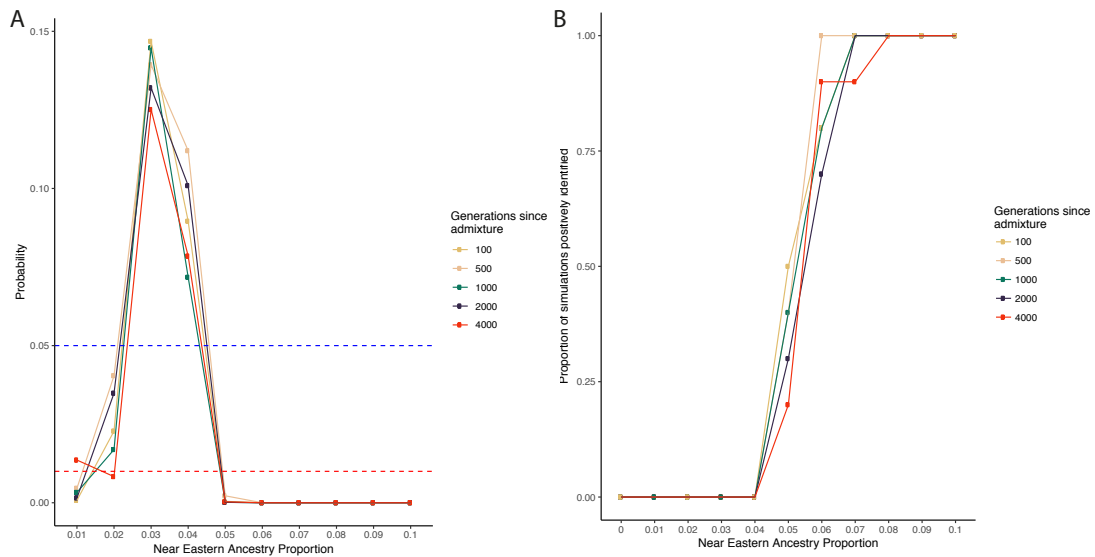 A
0.15
0.10
0.05
0.00
Probability
0.01 0.02 0.03 0.04 0.05 0.06 0.07 0.08 0.09 0.1
Near Eastern Ancestry Proportion
Generations since
admixture
100
500
1000
2000
4000
B
1.00
0.75
0.50
0.25
0.00
Proportion of simulations positively identified
0 0.01 0.02 0.03 0.04 0.05 0.06 0.07 0.08 0.09 0.1
Near Eastern Ancestry Proportion
Generations since
admixture
100
500
1000
2000
4000